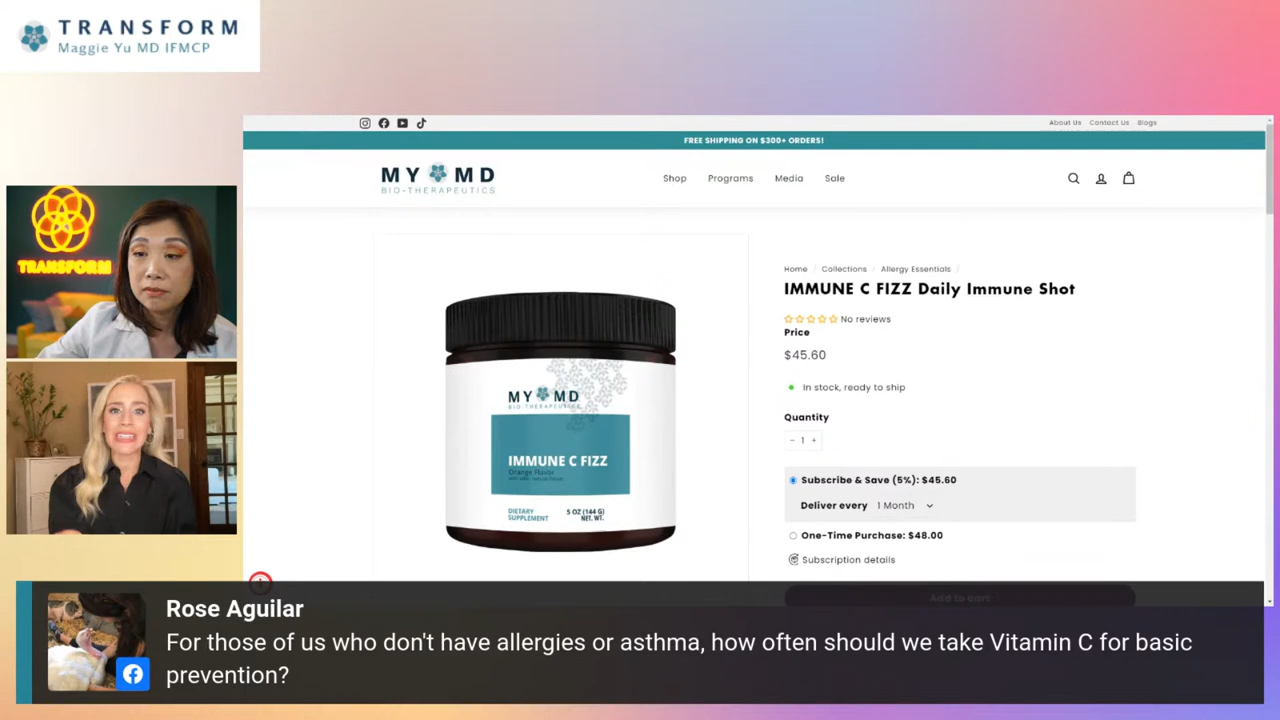 TRANSFORM
Maggie Yu MD IFMCP
About Us Contact Us Blogs
FREE SHIPPING ON $300+ ORDERS!
MY MD
BIO-THERAPEUTICS
Shop Programs Media Sale
TRANSFORM
Home / Collections / Allergy Essentials /
IMMUNE C FIZZ Daily Immune Shot
No reviews
Price
$45.60
In stock, ready to ship
Quantity
− 1 +
Subscribe & Save (5%): $45.60
Deliver every 1 Month
One-Time Purchase: $48.00
Subscription details
Add to cart
MY MD
BIO-THERAPEUTICS
IMMUNE C FIZZ
Orange Flavor
DIETARY
SUPPLEMENT
5 OZ (144 G)
NET. WT.
Rose Aguilar
For those of us who don't have allergies or asthma, how often should we take Vitamin C for basic
prevention?